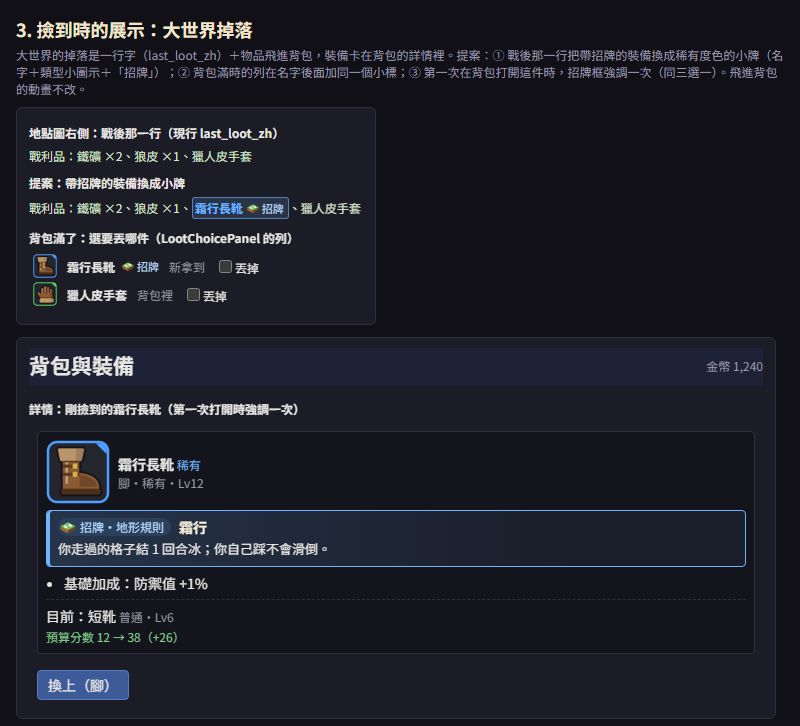 3. 撿到時的展示：大世界掉落
大世界的掉落是一行字（last_loot_zh）＋物品飛進背包，裝備卡在背包的詳情裡。提案：① 戰後那一行把帶招牌的裝備換成稀有度色的小牌（名
字＋類型小圖示＋「招牌」）；② 背包滿時的列在名字後面加同一個小標；③ 第一次在背包打開這件時，招牌框強調一次（同三選一）。飛進背包
的動畫不改。
地點圖右側：戰後那一行（現行 last_loot_zh）
戰利品：鐵礦 ×2、狼皮 ×1、獵人皮手套
提案：帶招牌的裝備換成小牌
戰利品：鐵礦 ×2、狼皮 ×1、霜行長靴 招牌、獵人皮手套
背包滿了：選要丟哪件（LootChoicePanel 的列）
霜行長靴 招牌 新拿到 丟掉
獵人皮手套 背包裡 丟掉
背包與裝備
金幣 1,240
詳情：剛撿到的霜行長靴（第一次打開時強調一次）
霜行長靴 稀有
腳・稀有・Lv12
招牌・地形規則 霜行
你走過的格子結 1 回合冰；你自己踩不會滑倒。
• 基礎加成：防禦值 +1%
目前：短靴 普通・Lv6
預算分數 12 → 38（+26）
換上（腳）